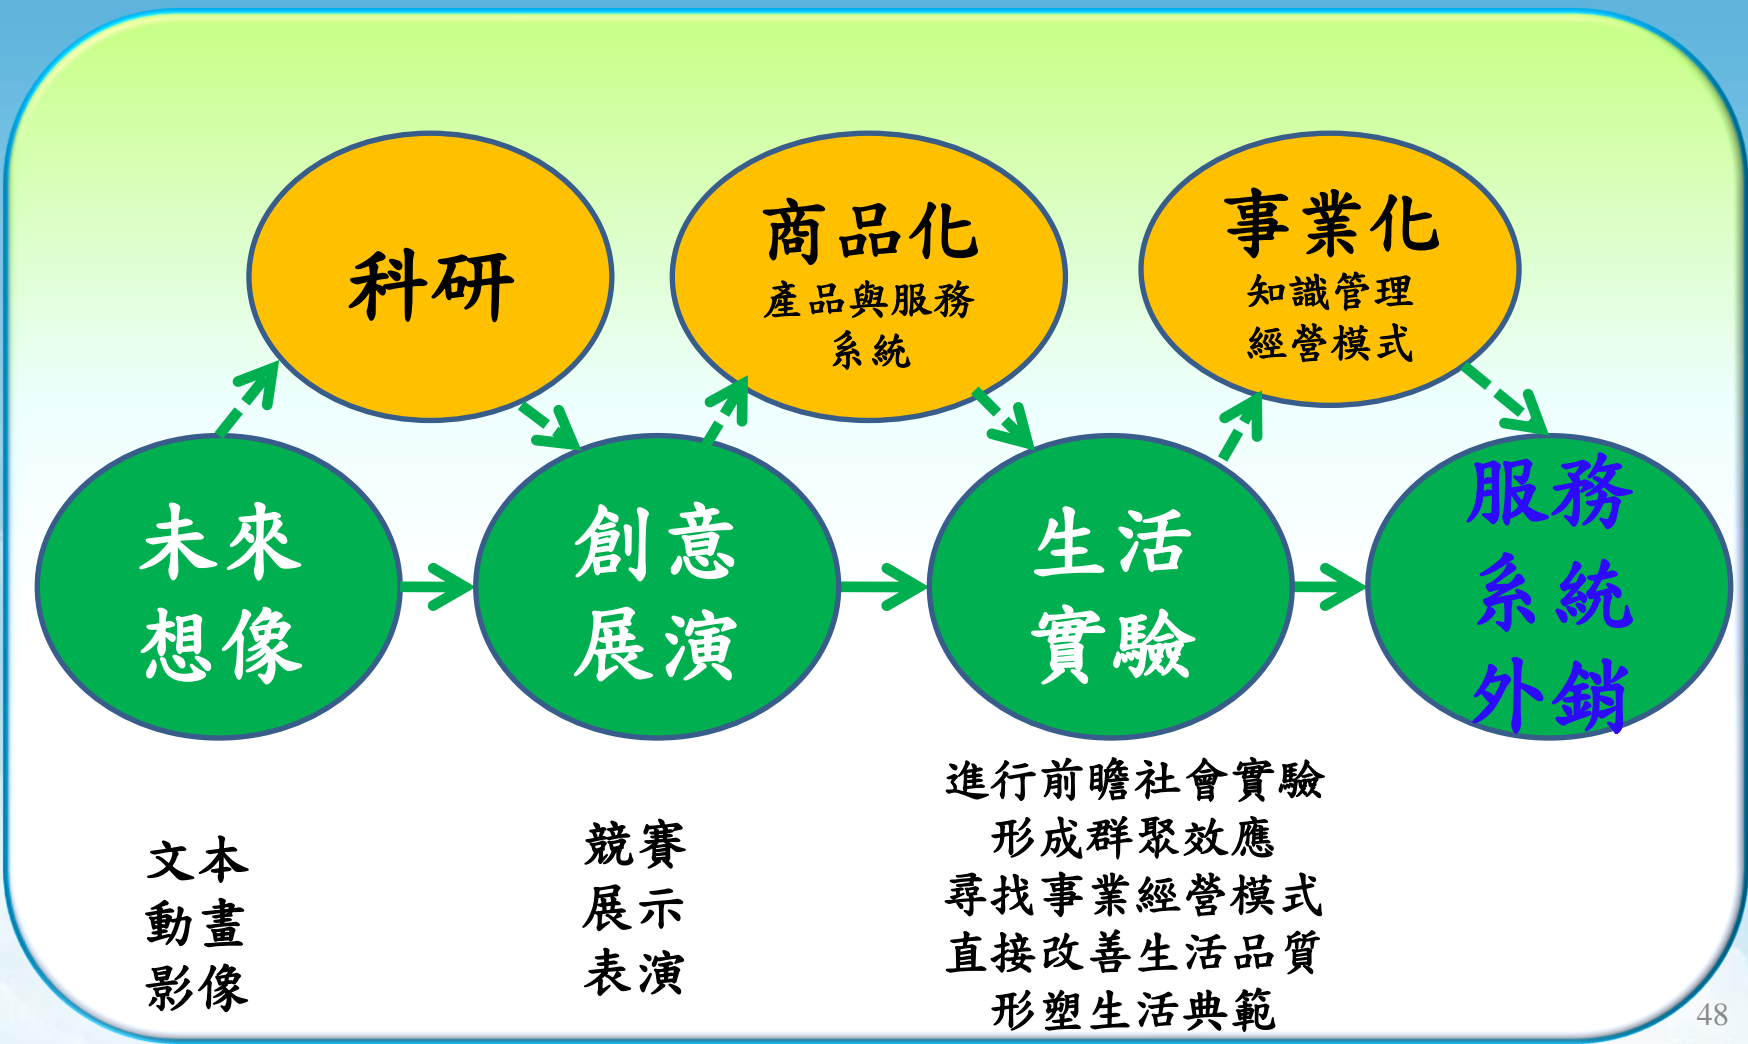 科研
商品化
產品與服務
系統
事業化
知識管理
經營模式
未來
想像
創意
展演
生活
實驗
服務
系統
外銷
文本
動畫
影像
競賽
展示
表演
進行前瞻社會實驗
形成群聚效應
尋找事業經營模式
直接改善生活品質
形塑生活典範
48